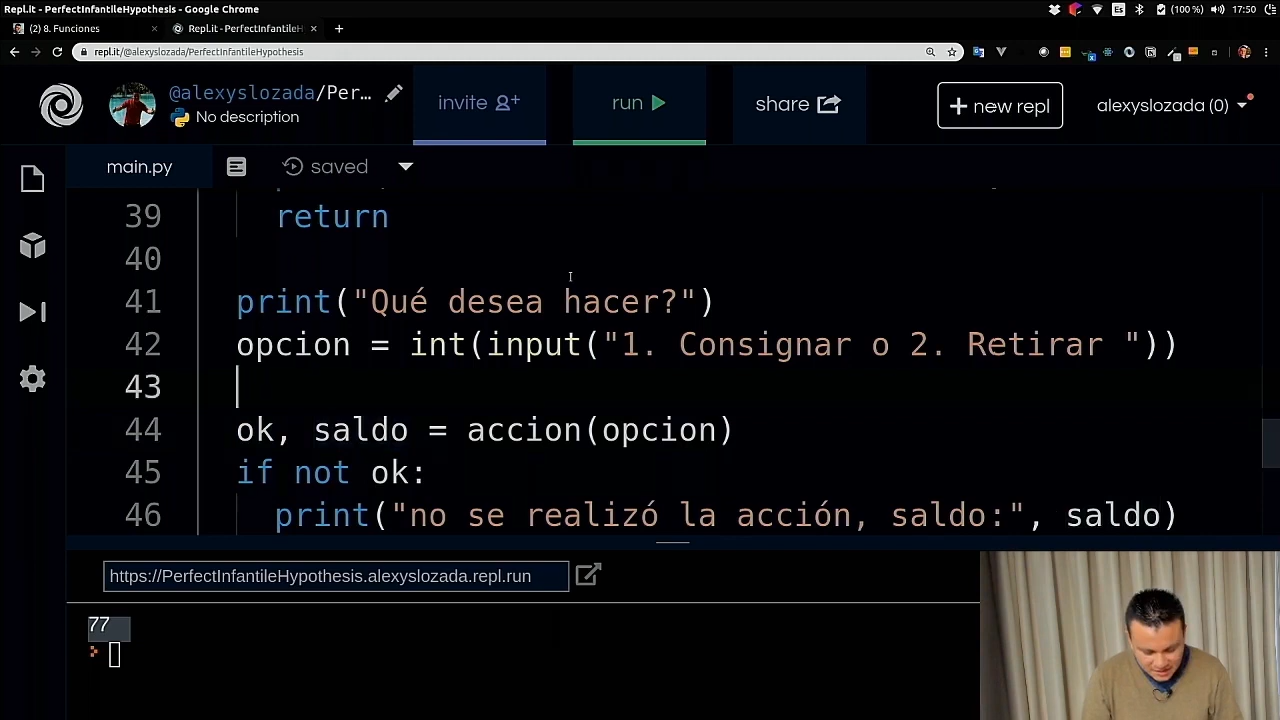 Repl.it - PerfectInfantileHypothesis - Google Chrome
Es (100 %) 17:50
(2) 8. Funciones × Repl.it - PerfectInfantileH × +
repl.it/@alexyslozada/PerfectInfantileHypothesis
@alexyslozada/Per...
No description
invite
run
share
+ new repl
alexyslozada (0)
main.py
saved
39 return
40
41 print("Qué desea hacer?")
42 opcion = int(input("1. Consignar o 2. Retirar "))
43
44 ok, saldo = accion(opcion)
45 if not ok:
46 print("no se realizó la acción, saldo:", saldo)
https://PerfectInfantileHypothesis.alexyslozada.repl.run
77